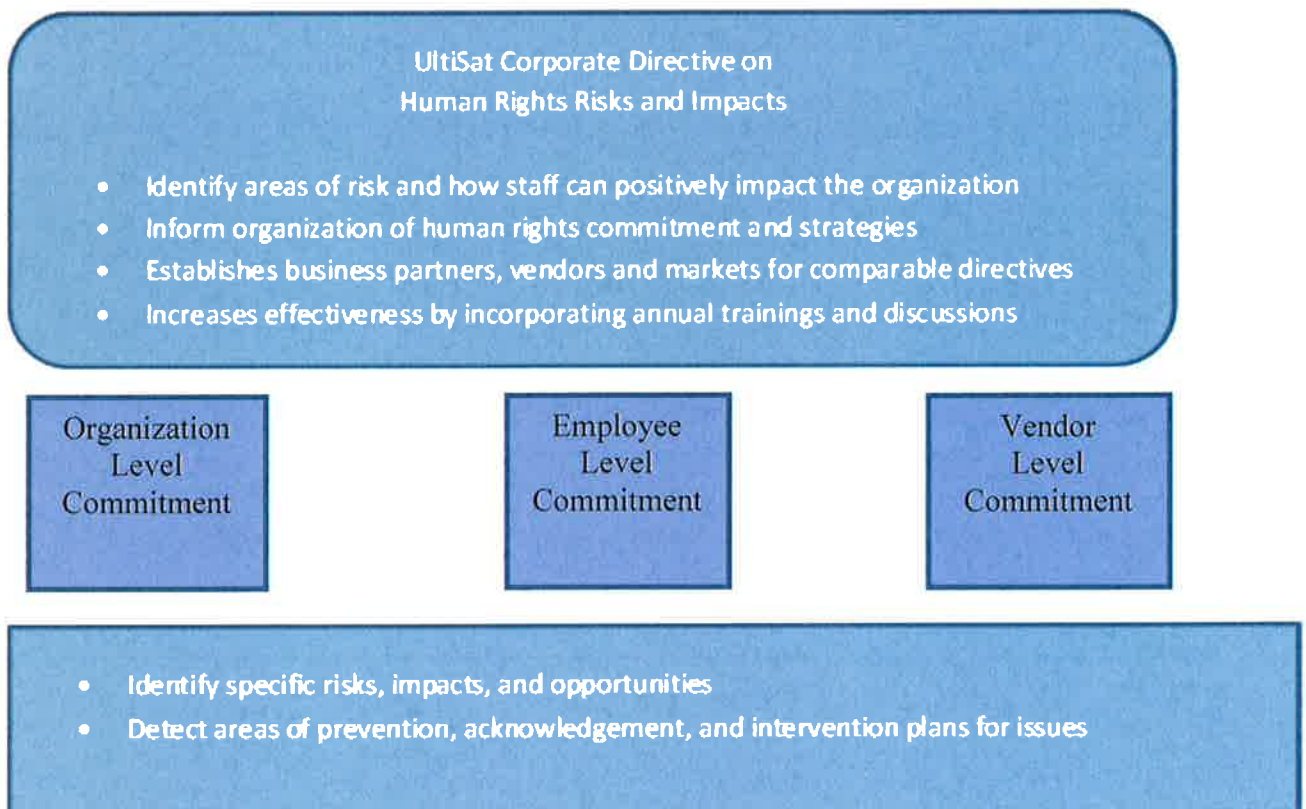 UltiSat Corporate Directive on
Human Rights Risks and Impacts
• Identify areas of risk and how staff can positively impact the organization
• Inform organization of human rights commitment and strategies
• Establishes business partners, vendors and markets for comparable directives
• Increases effectiveness by incorporating annual trainings and discussions
Organization
Level
Commitment
Employee
Level
Commitment
Vendor
Level
Commitment
• Identify specific risks, impacts, and opportunities
• Detect areas of prevention, acknowledgement, and intervention plans for issues